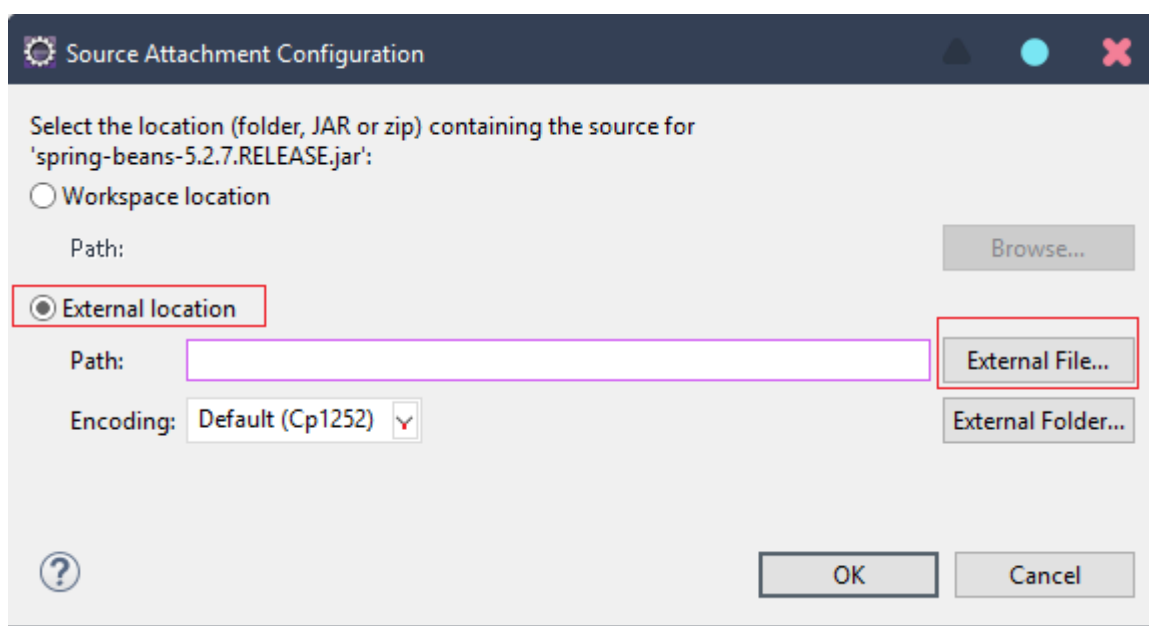 Source Attachment Configuration
Select the location (folder, JAR or zip) containing the source for
'spring-beans-5.2.7.RELEASE.jar':
Workspace location
Path:
Browse...
External location
Path:
External File...
Encoding:
Default (Cp1252)
External Folder...
?
OK
Cancel